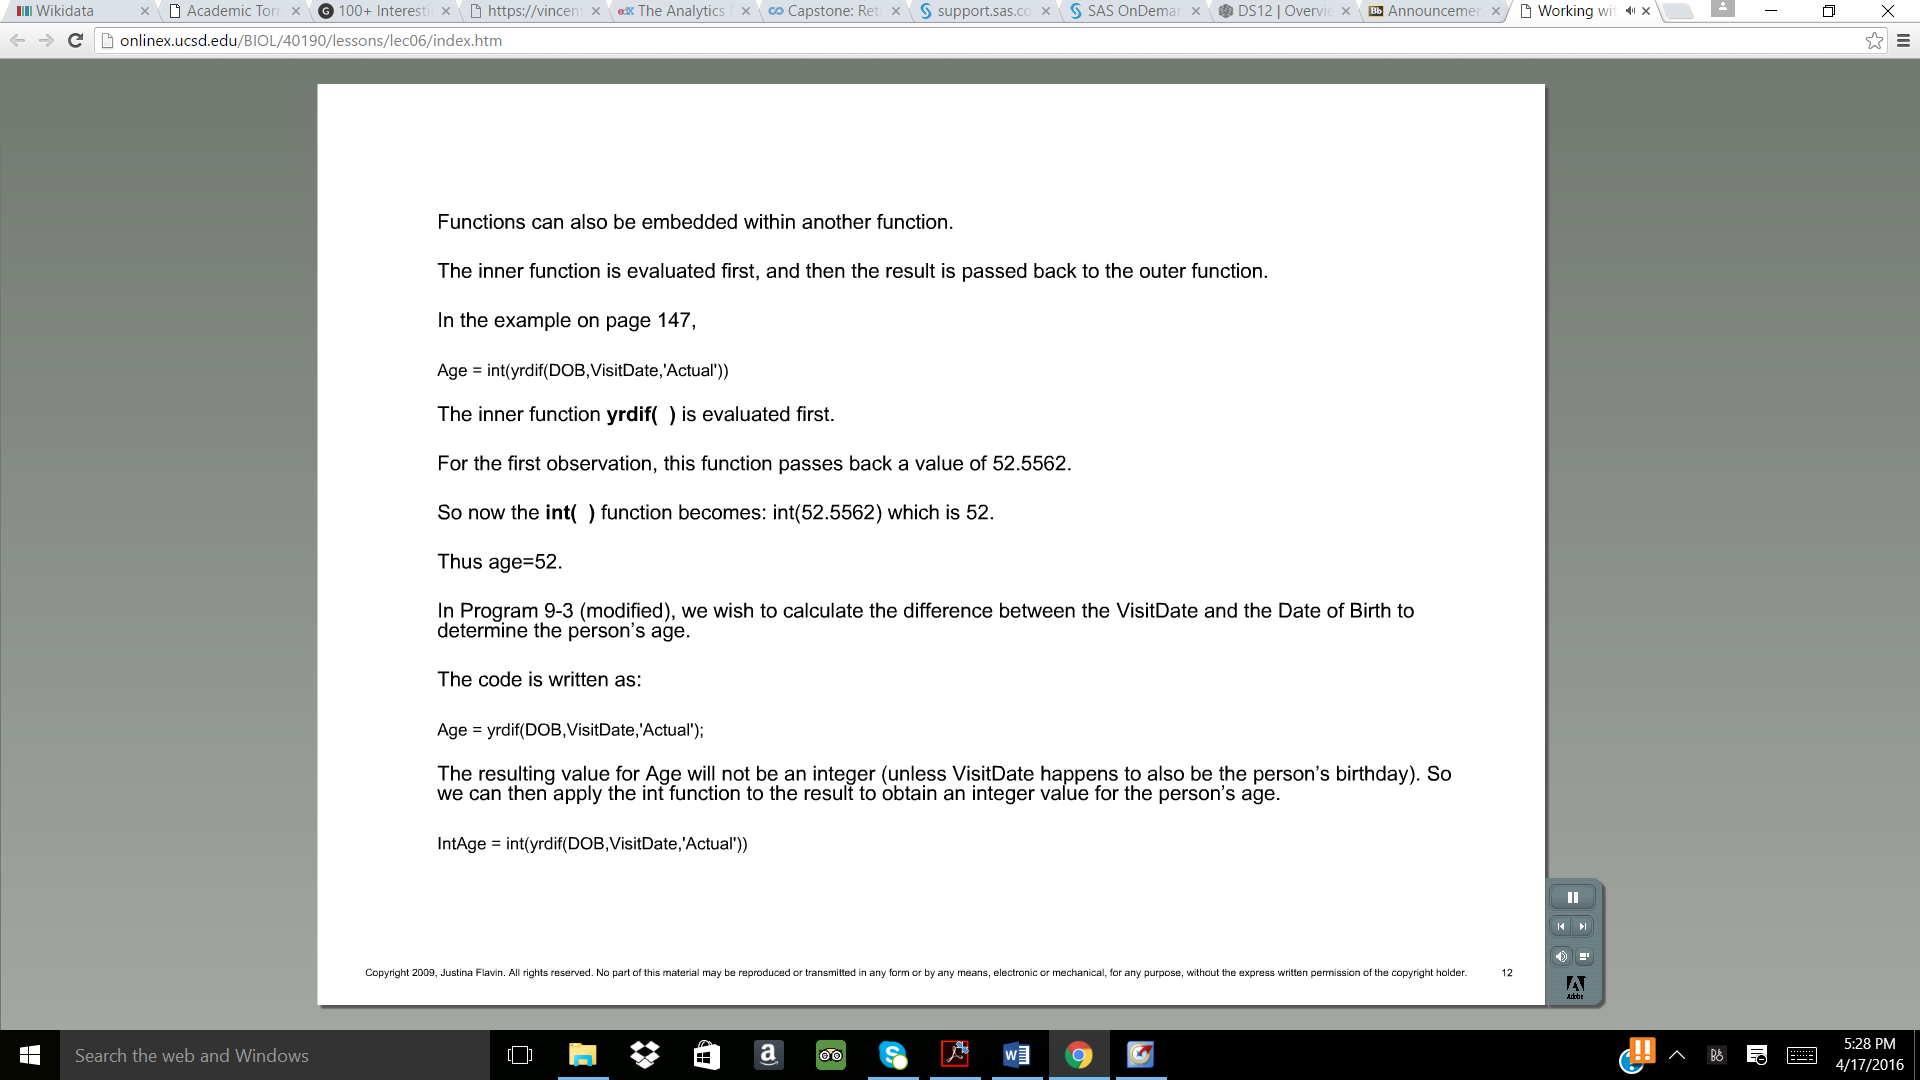 Wikidata
Academic Torr
100+ Interesti
https://vincen
edX The Analytics
Capstone: Ret
support.sas.co
SAS OnDemar
DS12 | Overvie
Bb Announcemen
Working wit
onlinex.ucsd.edu/BIOL/40190/lessons/lec06/index.htm
Functions can also be embedded within another function.
The inner function is evaluated first, and then the result is passed back to the outer function.
In the example on page 147,
Age = int(yrdif(DOB,VisitDate,'Actual'))
The inner function yrdif(  ) is evaluated first.
For the first observation, this function passes back a value of 52.5562.
So now the int(  ) function becomes: int(52.5562) which is 52.
Thus age=52.
In Program 9-3 (modified), we wish to calculate the difference between the VisitDate and the Date of Birth to
determine the person’s age.
The code is written as:
Age = yrdif(DOB,VisitDate,'Actual');
The resulting value for Age will not be an integer (unless VisitDate happens to also be the person’s birthday). So
we can then apply the int function to the result to obtain an integer value for the person’s age.
IntAge = int(yrdif(DOB,VisitDate,'Actual'))
Copyright 2009, Justina Flavin. All rights reserved. No part of this material may be reproduced or transmitted in any form or by any means, electronic or mechanical, for any purpose, without the express written permission of the copyright holder.
12
Adobe
Search the web and Windows
5:28 PM
4/17/2016